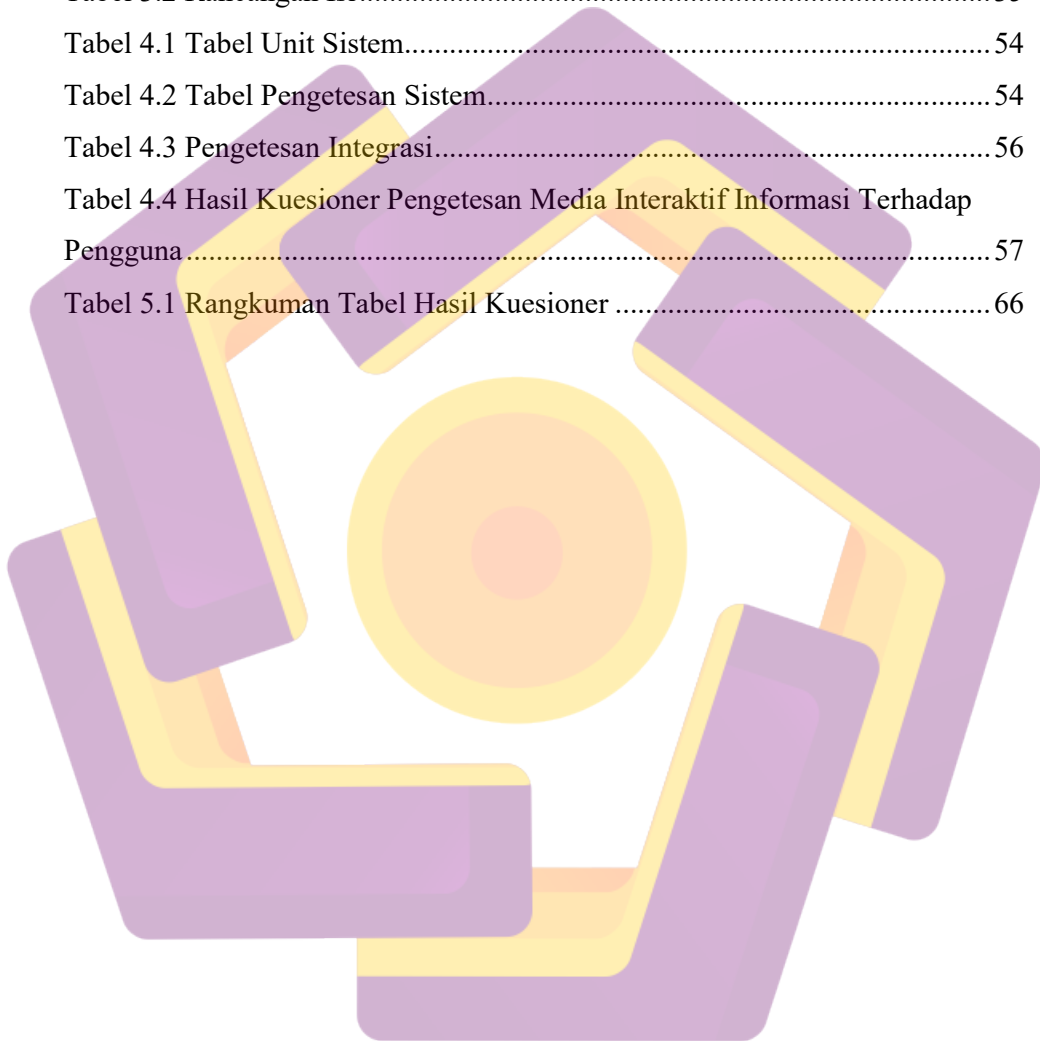 Tabel 4.1 Tabel Unit Sistem.......................................................................... 54
Tabel 4.2 Tabel Pengetesan Sistem............................................................... 54
Tabel 4.3 Pengetesan Integrasi...................................................................... 56
Tabel 4.4 Hasil Kuesioner Pengetesan Media Interaktif Informasi Terhadap
Pengguna ....................................................................................................... 57
Tabel 5.1 Rangkuman Tabel Hasil Kuesioner ................................................. 66